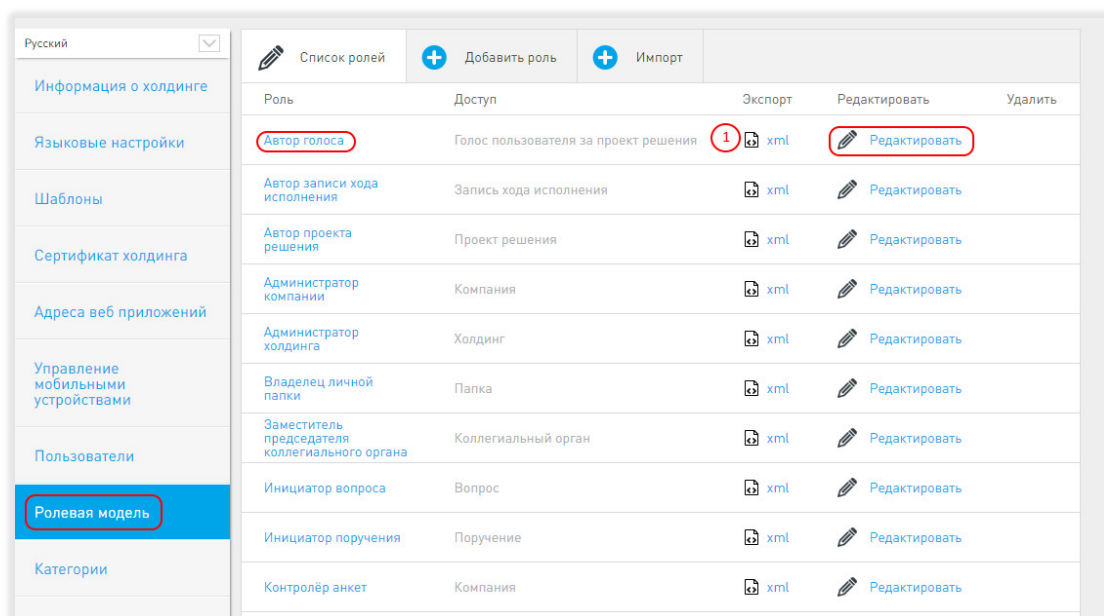 Русский
Информация о холдинге
Языковые настройки
Шаблоны
Сертификат холдинга
Адреса веб приложений
Управление
мобильными
устройствами
Пользователи
Ролевая модель
Категории
Список ролей Добавить роль Импорт
Роль Доступ Экспорт Редактировать Удалить
Автор голоса Голос пользователя за проект решения 1 xml Редактировать
Автор записи хода
исполнения Запись хода исполнения xml Редактировать
Автор проекта
решения Проект решения xml Редактировать
Администратор
компании Компания xml Редактировать
Администратор
холдинга Холдинг xml Редактировать
Владелец личной
папки Папка xml Редактировать
Заместитель
председателя Коллегиальный орган xml Редактировать
коллегиального органа
Инициатор вопроса Вопрос xml Редактировать
Инициатор поручения Поручение xml Редактировать
Контролёр анкет Компания xml Редактировать